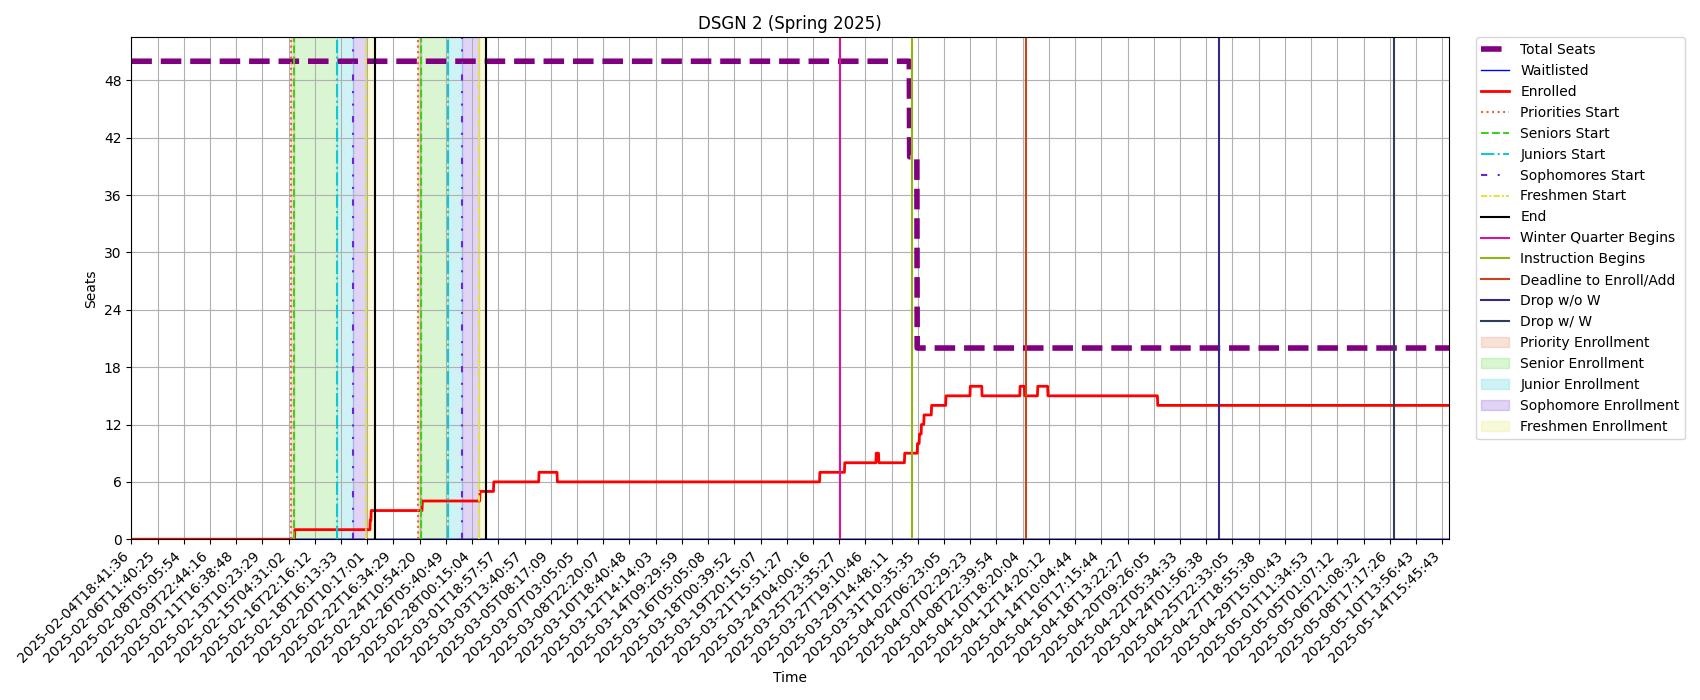 DSGN 2 (Spring 2025)
Seats
48
42
36
30
24
18
12
6
0
2025-02-04T18:41:36
2025-02-06T11:40:25
2025-02-08T05:05:54
2025-02-09T22:44:16
2025-02-11T16:38:48
2025-02-13T10:23:29
2025-02-15T04:31:02
2025-02-16T22:16:12
2025-02-18T16:13:33
2025-02-20T10:17:01
2025-02-22T16:34:29
2025-02-24T10:54:20
2025-02-26T05:40:49
2025-02-28T00:15:04
2025-03-01T18:57:57
2025-03-03T13:40:57
2025-03-05T08:17:09
2025-03-07T03:05:05
2025-03-08T22:20:07
2025-03-10T18:40:48
2025-03-12T14:14:03
2025-03-14T09:29:59
2025-03-16T05:05:08
2025-03-18T00:39:52
2025-03-19T20:15:07
2025-03-21T15:51:27
2025-03-24T04:00:16
2025-03-25T23:35:27
2025-03-27T19:10:46
2025-03-29T14:48:11
2025-03-31T10:35:35
2025-04-02T06:23:05
2025-04-07T02:29:23
2025-04-08T22:39:54
2025-04-10T18:20:04
2025-04-12T14:20:12
2025-04-14T10:04:44
2025-04-16T17:15:44
2025-04-18T13:22:27
2025-04-20T09:26:05
2025-04-22T05:34:33
2025-04-24T01:56:38
2025-04-25T22:33:05
2025-04-27T18:55:38
2025-04-29T15:00:43
2025-05-01T11:34:53
2025-05-05T01:07:12
2025-05-06T21:08:32
2025-05-08T17:17:26
2025-05-10T13:56:43
2025-05-14T15:45:43
Time
Total Seats
Waitlisted
Enrolled
Priorities Start
Seniors Start
Juniors Start
Sophomores Start
Freshmen Start
End
Winter Quarter Begins
Instruction Begins
Deadline to Enroll/Add
Drop w/o W
Drop w/ W
Priority Enrollment
Senior Enrollment
Junior Enrollment
Sophomore Enrollment
Freshmen Enrollment